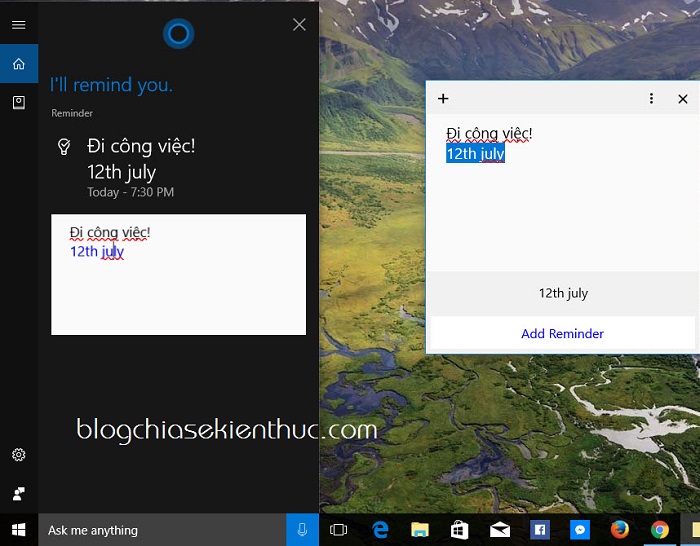 I'll remind you.
Reminder
Đi công việc!
12th july
Today - 7:30 PM
Đi công việc!
12th july
blogchiasekienthuc.com
Ask me anything
Đi công việc!
12th july
12th july
Add Reminder